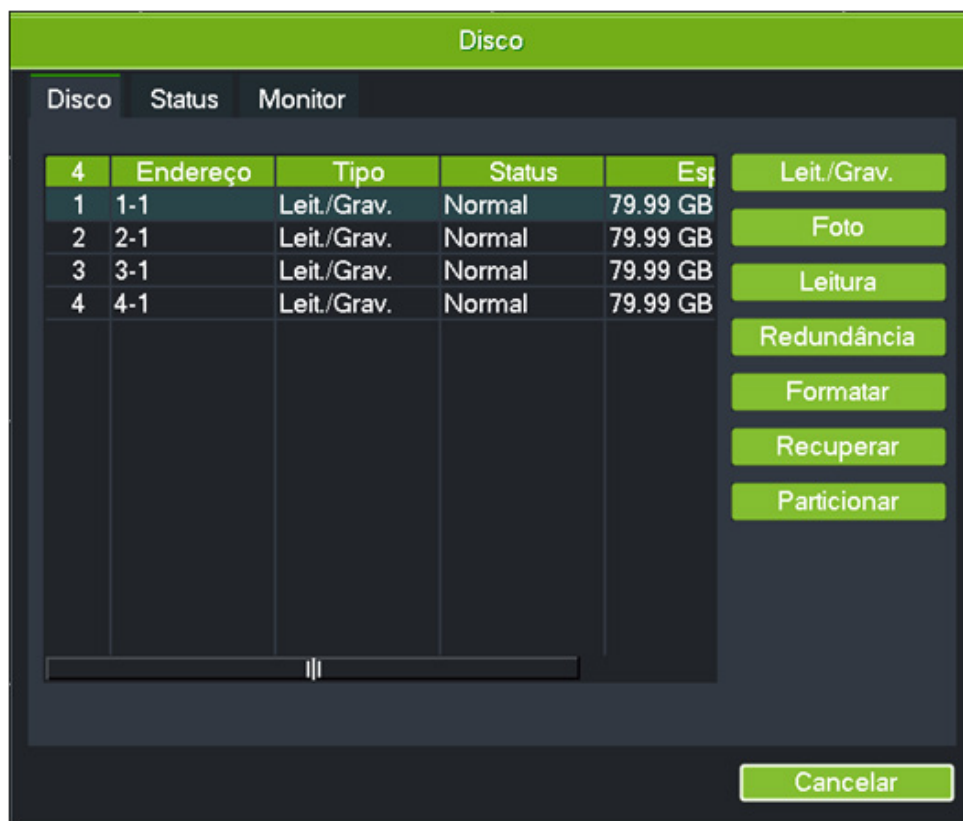 Disco
Disco Status Monitor
4 Endereço Tipo Status Esp
1 1-1 Leit./Grav. Normal 79.99 GB
2 2-1 Leit./Grav. Normal 79.99 GB
3 3-1 Leit./Grav. Normal 79.99 GB
4 4-1 Leit./Grav. Normal 79.99 GB
Leit./Grav.
Foto
Leitura
Redundância
Formatar
Recuperar
Particionar
Cancelar